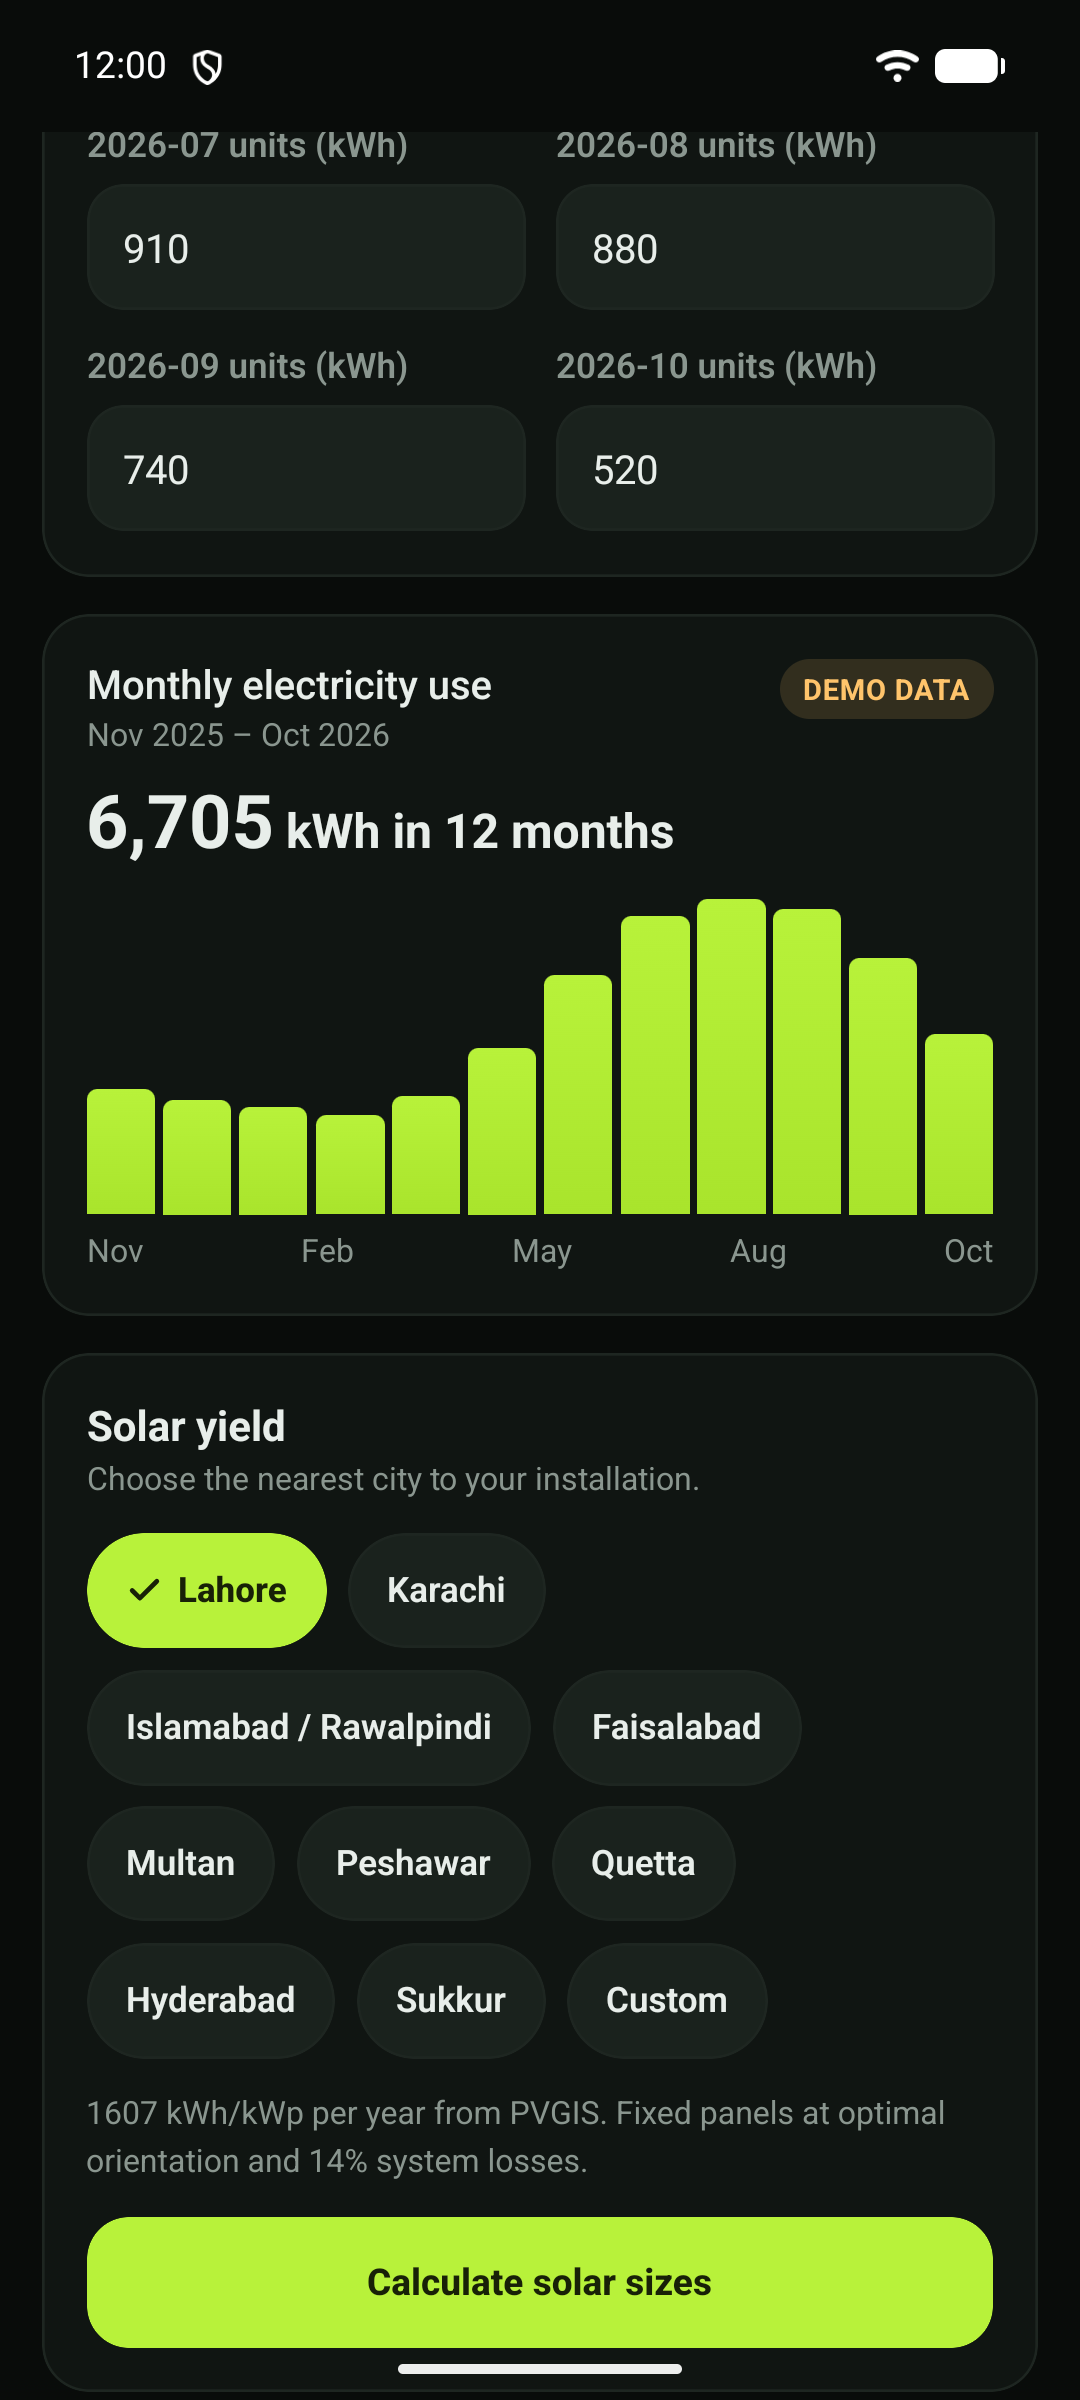 12:00
2026-07 units (kWh) 2026-08 units (kWh)
910 880
2026-09 units (kWh) 2026-10 units (kWh)
740 520
Monthly electricity use DEMO DATA
Nov 2025 – Oct 2026
6,705 kWh in 12 months
Nov Feb May Aug Oct
Solar yield
Choose the nearest city to your installation.
Lahore Karachi
Islamabad / Rawalpindi Faisalabad
Multan Peshawar Quetta
Hyderabad Sukkur Custom
1607 kWh/kWp per year from PVGIS. Fixed panels at optimal
orientation and 14% system losses.
Calculate solar sizes